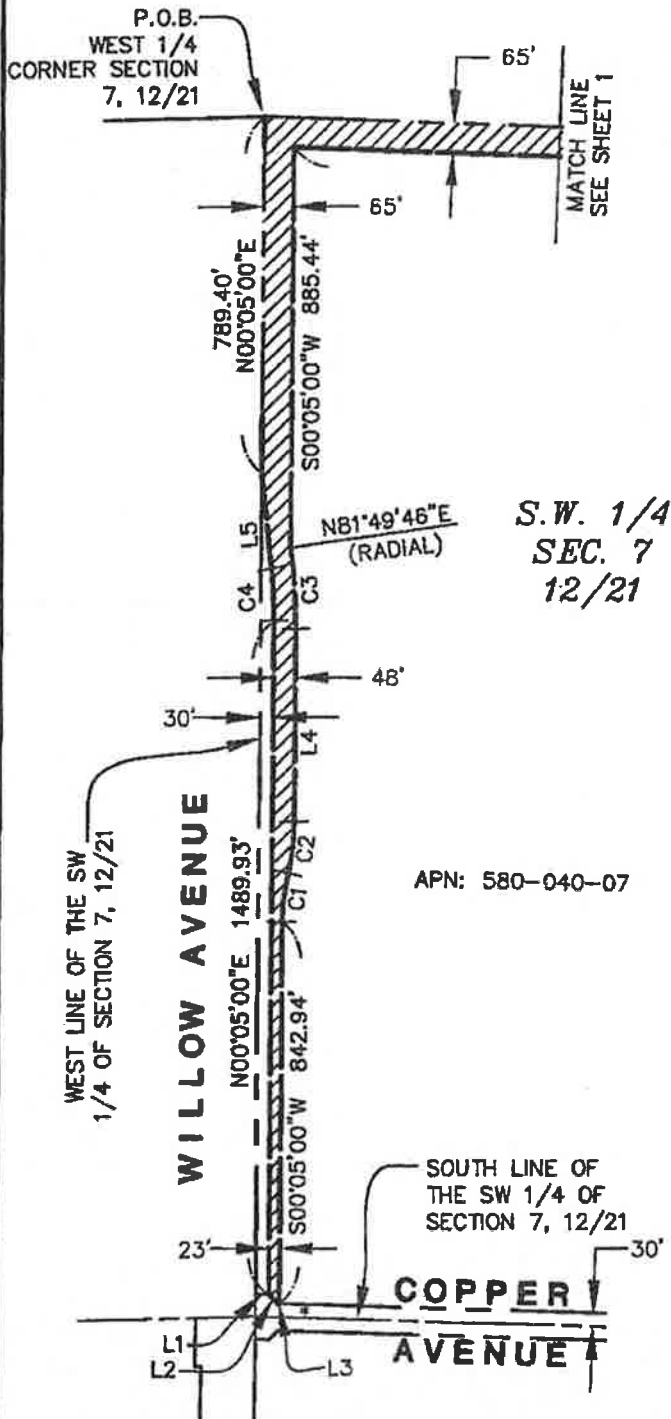 P.O.B.
WEST 1/4
CORNER SECTION
7, 12/21
65'
MATCH LINE
SEE SHEET 1
65'
789.40'
N00°05'00"E
S00°05'00"W 885.44'
L5
N81°49'46"E
(RADIAL)
S.W. 1/4
SEC. 7
12/21
C4
C3
48'
30'
L4
WEST LINE OF THE SW
1/4 OF SECTION 7, 12/21
WILLOW AVENUE
N00°05'00"E 1489.93'
C2
C1
APN: 580-040-07
S00°05'00"W 842.94'
SOUTH LINE OF
THE SW 1/4 OF
SECTION 7, 12/21
23'
30'
COPPER
AVENUE
L1
L2
L3